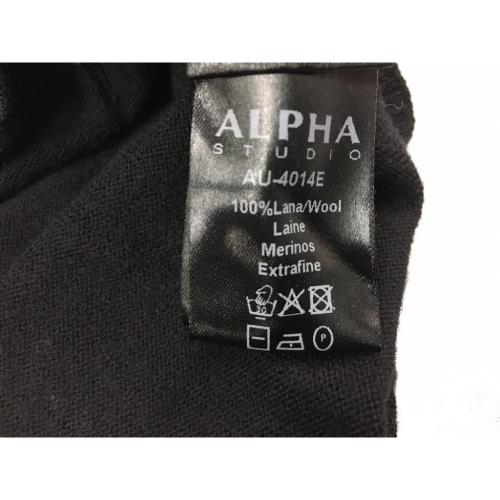 ALPHA
STUDIO
AU-4014E
100%Lana/Wool
Laine
Merinos
Extrafine
30
P